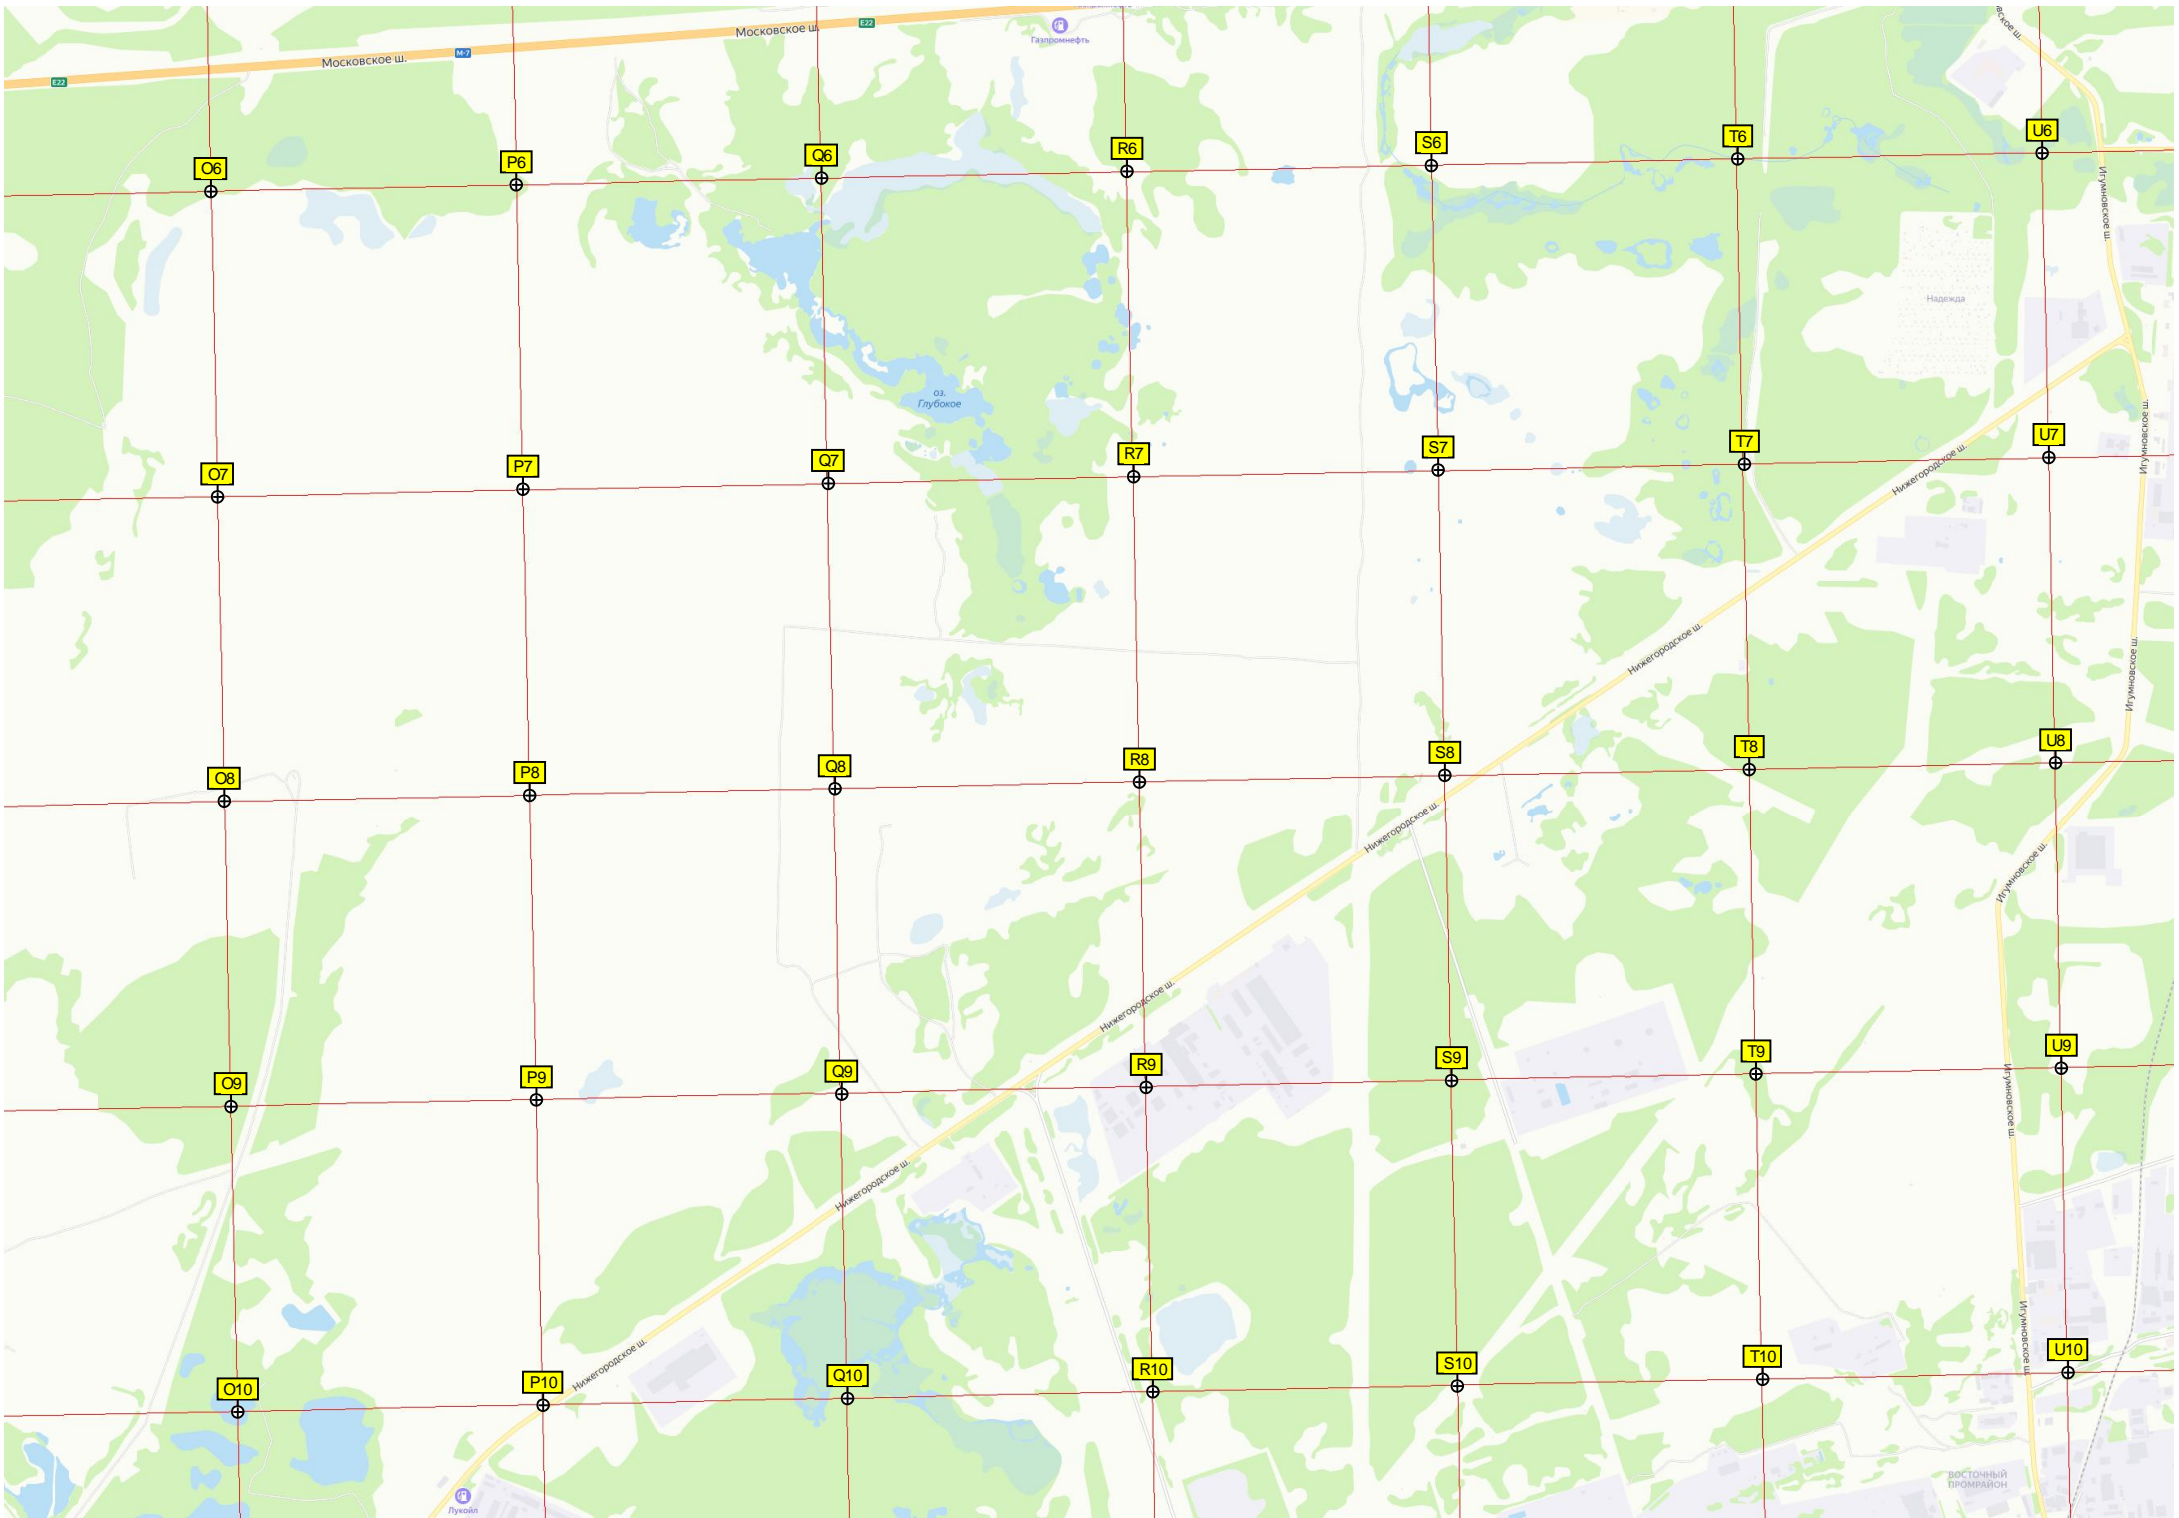 Московское ш.
E22
Газпромнефть
М-7
Московское ш.
E22
Игумновское ш.
O6
P6
Q6
R6
S6
T6
U6
Надежда
оз.
Глубокое
Игумновское ш.
Нижегородское ш.
O7
P7
Q7
R7
S7
T7
U7
Нижегородское ш.
Игумновское ш.
O8
P8
Q8
R8
S8
T8
U8
Нижегородское ш.
Игумновское ш.
Нижегородское ш.
O9
P9
Q9
R9
S9
T9
U9
Игумновское ш.
Нижегородское ш.
Нижегородское ш.
Игумновское ш.
O10
P10
Q10
R10
S10
T10
U10
ВОСТОЧНЫЙ
ПРОМРАЙОН
Лукойл